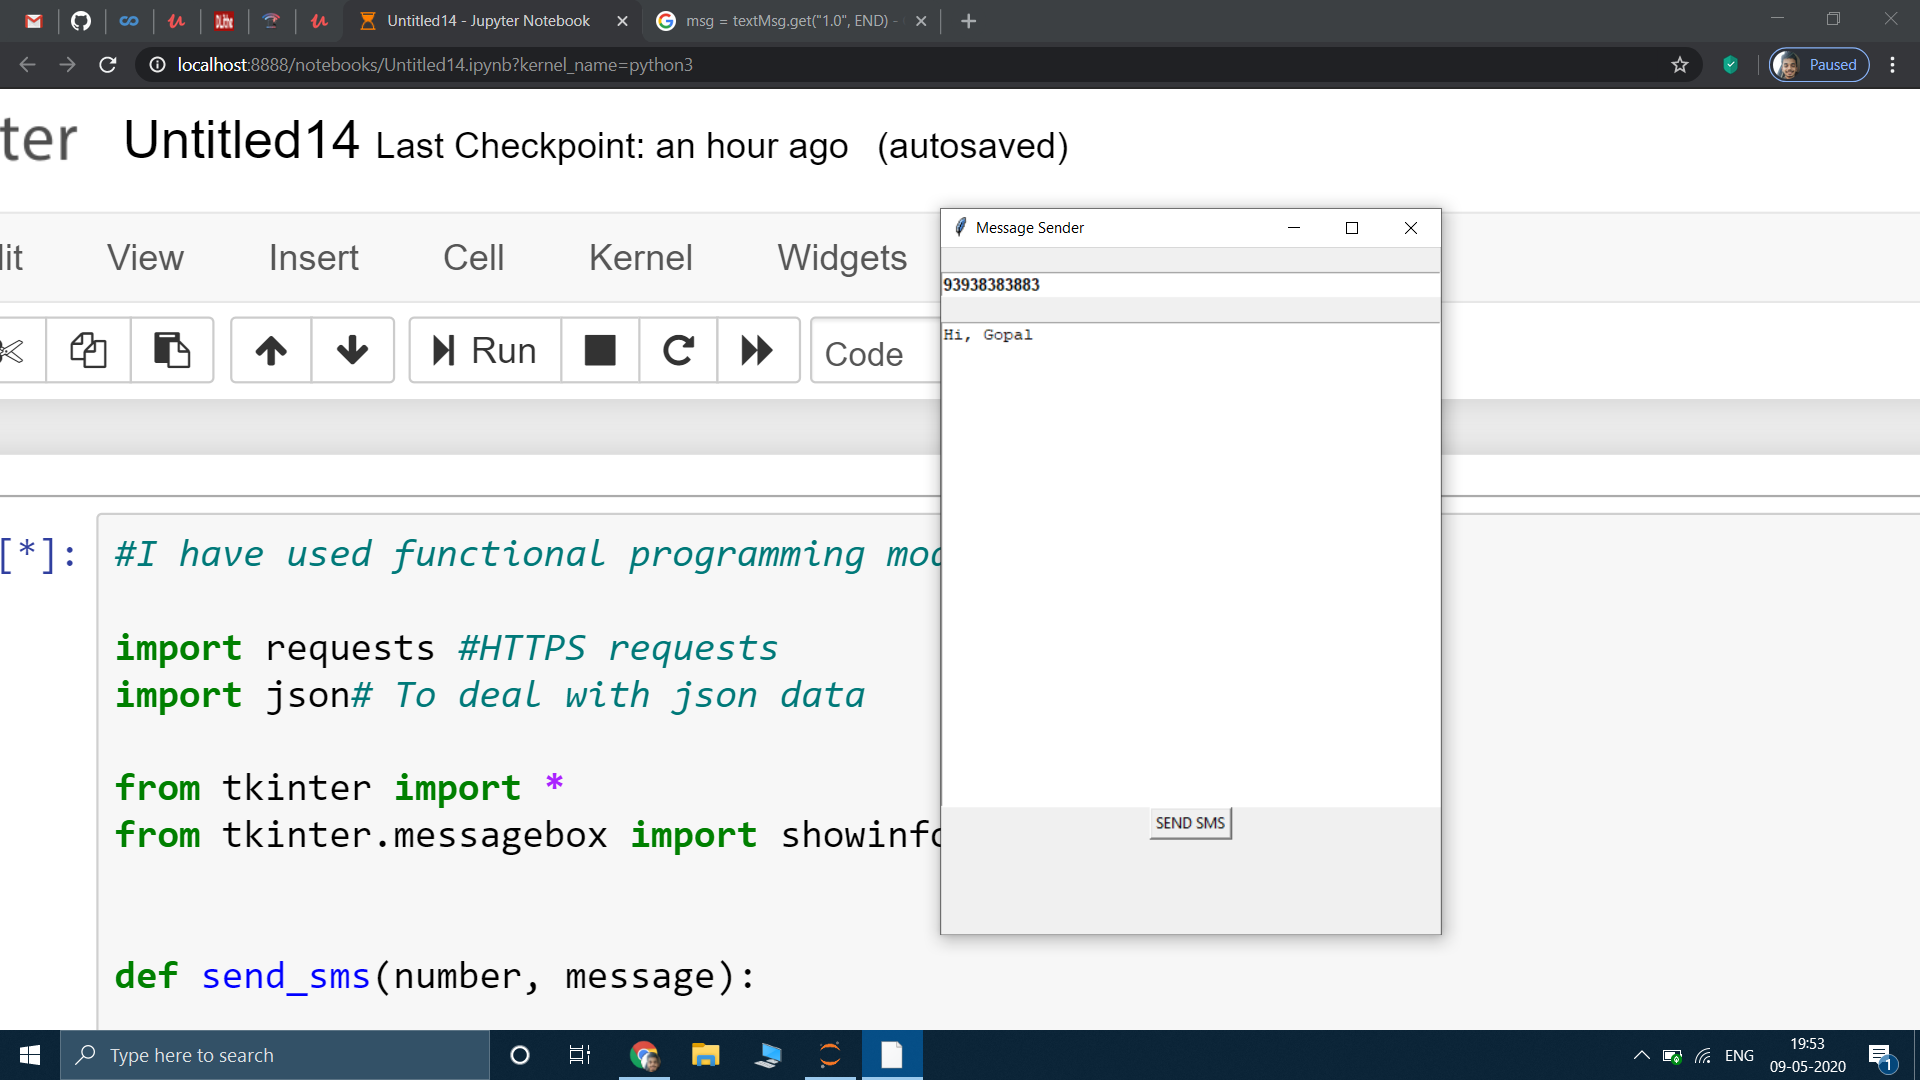 Untitled14 - Jupyter Notebook
msg = textMsg.get("1.0", END) -
localhost:8888/notebooks/Untitled14.ipynb?kernel_name=python3
Paused
ter Untitled14 Last Checkpoint: an hour ago (autosaved)
lit View Insert Cell Kernel Widgets
Run Code
Message Sender
93938383883
Hi, Gopal
SEND SMS
[*]:
#I have used functional programming mod
import requests #HTTPS requests
import json# To deal with json data
from tkinter import *
from tkinter.messagebox import showinfo
def send_sms(number, message):
Type here to search
ENG
19:53
09-05-2020
1